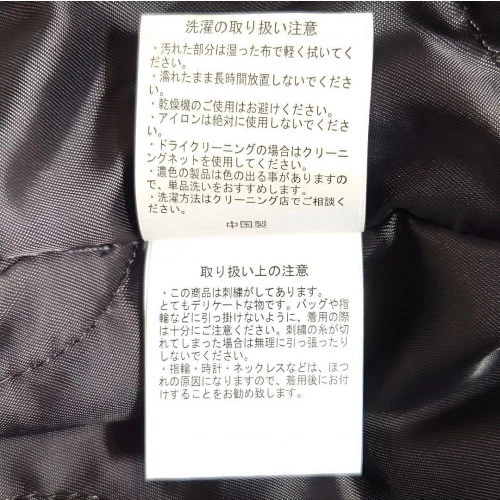 洗濯の取り扱い注意
・汚れた部分は湿った布で軽く拭いてく
ださい。
・濡れたまま長時間放置しないでくださ
い。
・乾燥機のご使用はお避けください。
・アイロンは絶対に使用しないでくださ
い。
・ドライクリーニングの場合はクリーニ
ングネットを使用してください。
・濃色の製品は色の出る事がありますの
で、単品洗いをおすすめします。
・洗濯方法はクリーニング店でご相談く
ださい。
中国製
取り扱い上の注意
・この商品は刺繍がしてあります。
とてもデリケートな物です。バッグや指
輪などに引っ掛けないように、着用の際
は十分にご注意ください。刺繍の糸が切
れてしまった場合は無理に引っ張ったり
しないでください。
・指輪・時計・ネックレスなどは、ほつ
れの原因になりますので、着用後にお付
けすることをお勧め致します。